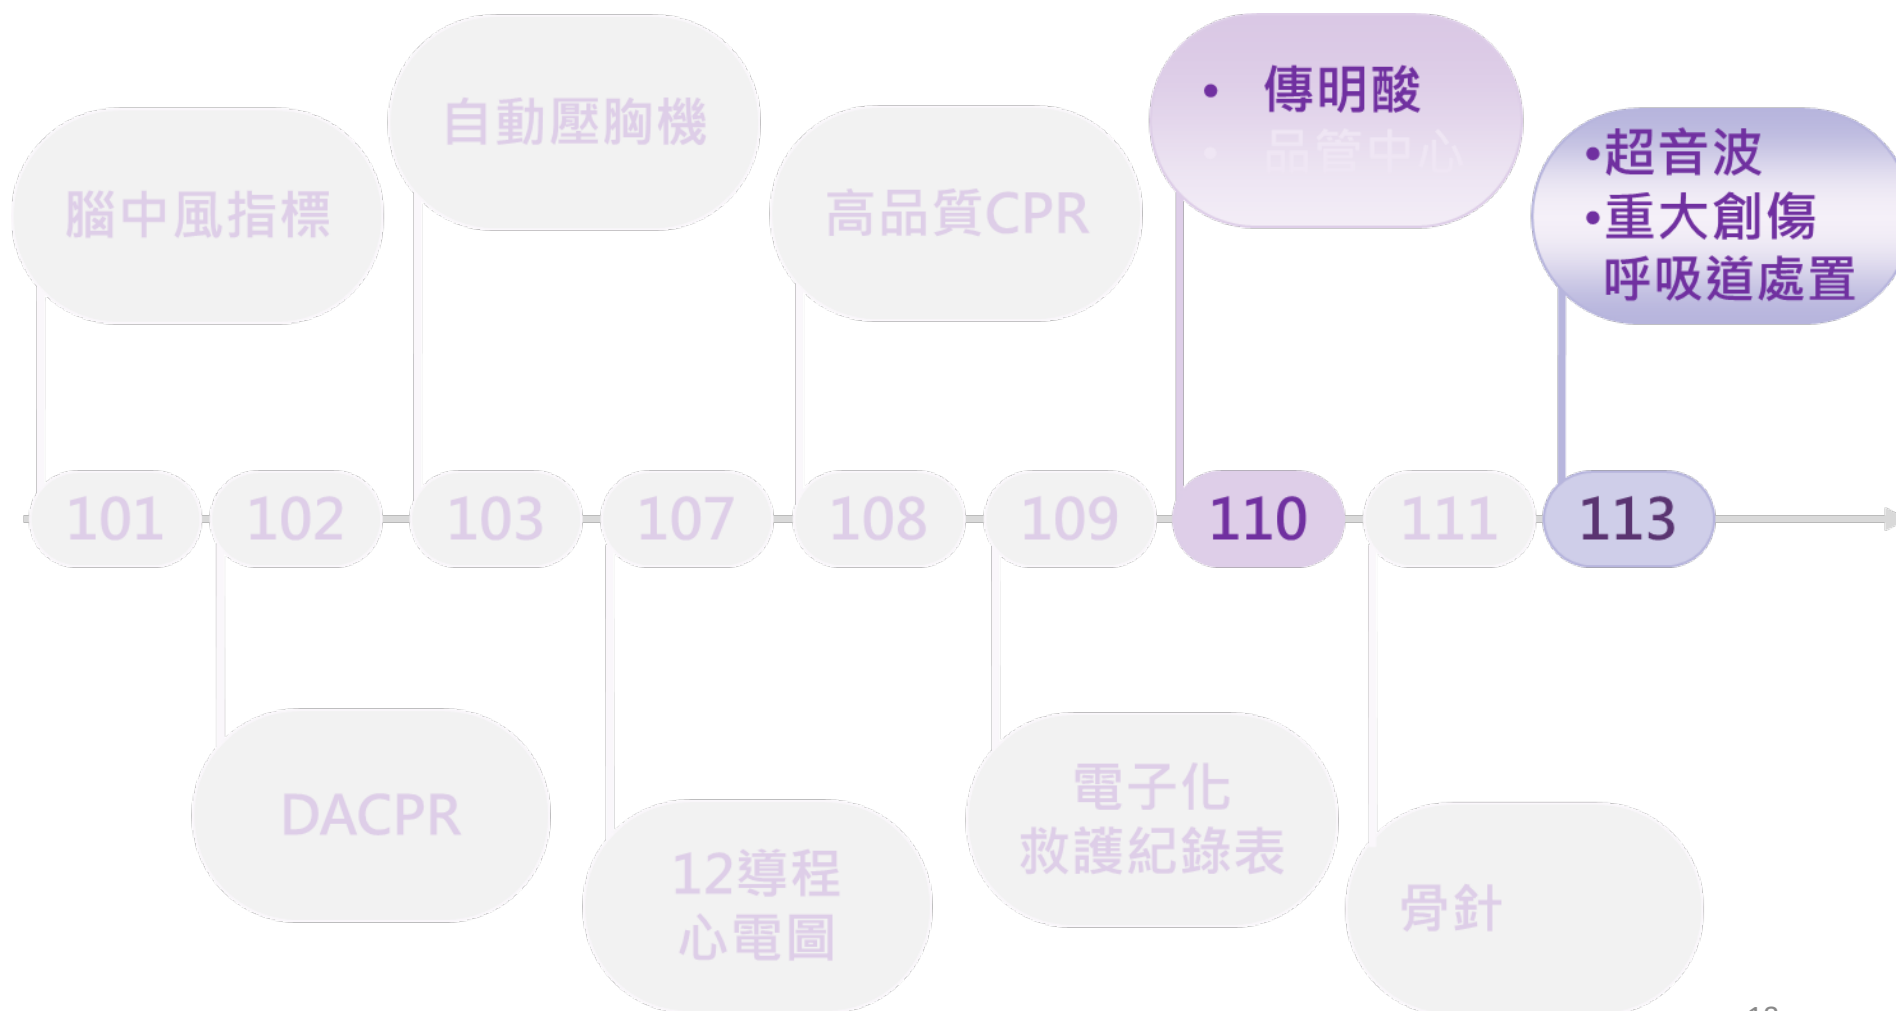 自動壓胸機
• 傳明酸
• 品管中心
腦中風指標
高品質CPR
•超音波
•重大創傷
呼吸道處置
101
102
103
107
108
109
110
111
113
DACPR
12導程
心電圖
電子化
救護紀錄表
骨針